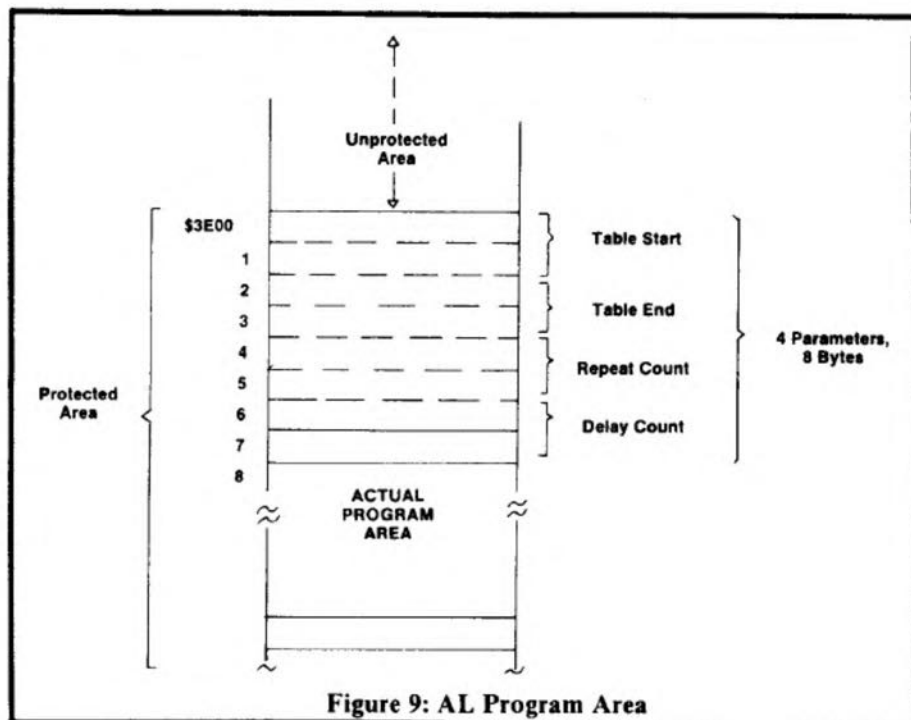 Unprotected
Area
$3E00
Table Start
1
2
Table End
3
4 Parameters,
8 Bytes
4
Repeat Count
5
Protected
Area
6
Delay Count
7
8
ACTUAL
PROGRAM
AREA
Figure 9: AL Program Area